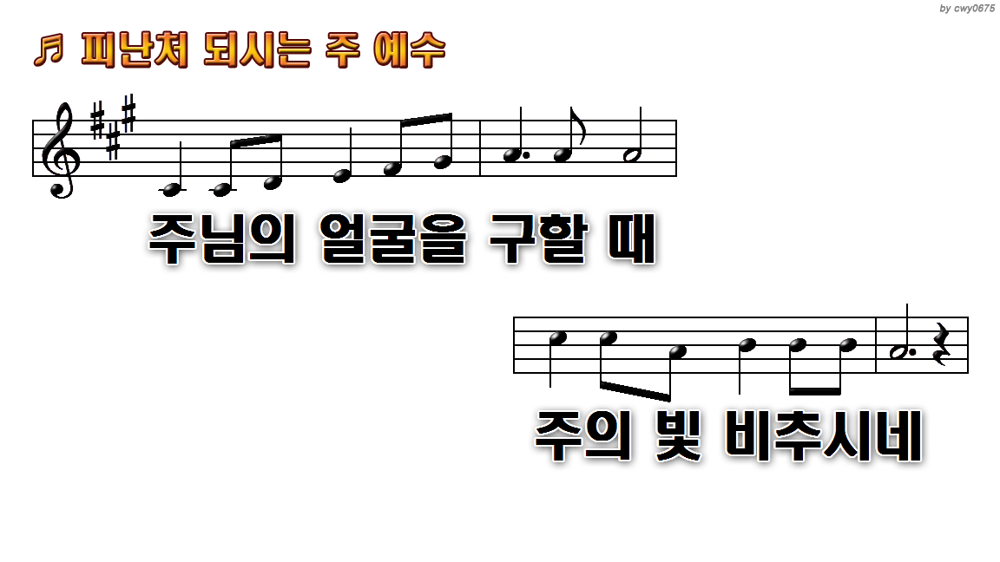 by cwy0675
♬ 피난처 되시는 주 예수
주님의 얼굴을 구할 때
주의 빛 비추시네